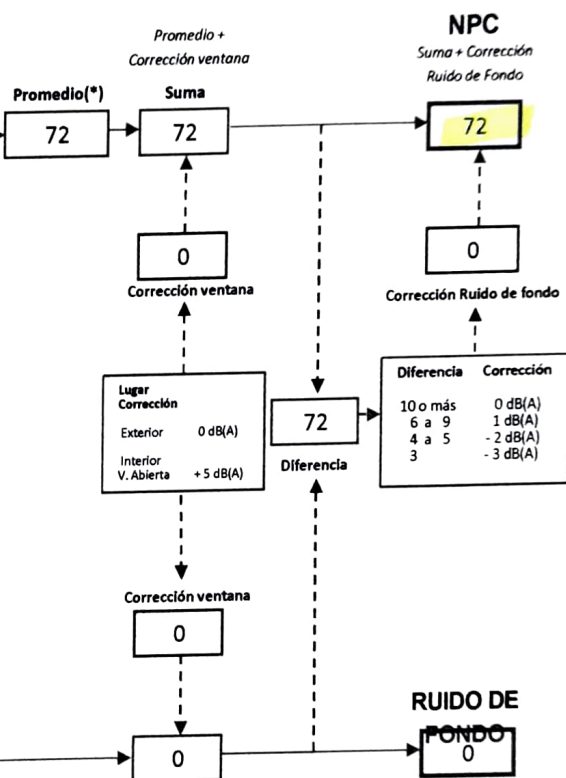 Promedio +
Corrección ventana
NPC
Suma + Corrección
Ruido de Fondo
Promedio(*)
Suma
72
72
72
0
Corrección ventana
0
Corrección Ruido de fondo
Lugar
Corrección
Exterior 0 dB(A)
Interior
V. Abierta + 5 dB(A)
72
Diferencia
Diferencia Corrección
10 o más 0 dB(A)
6 a 9 1 dB(A)
4 a 5 - 2 dB(A)
3 - 3 dB(A)
Corrección ventana
0
RUIDO DE
FONDO
0
0